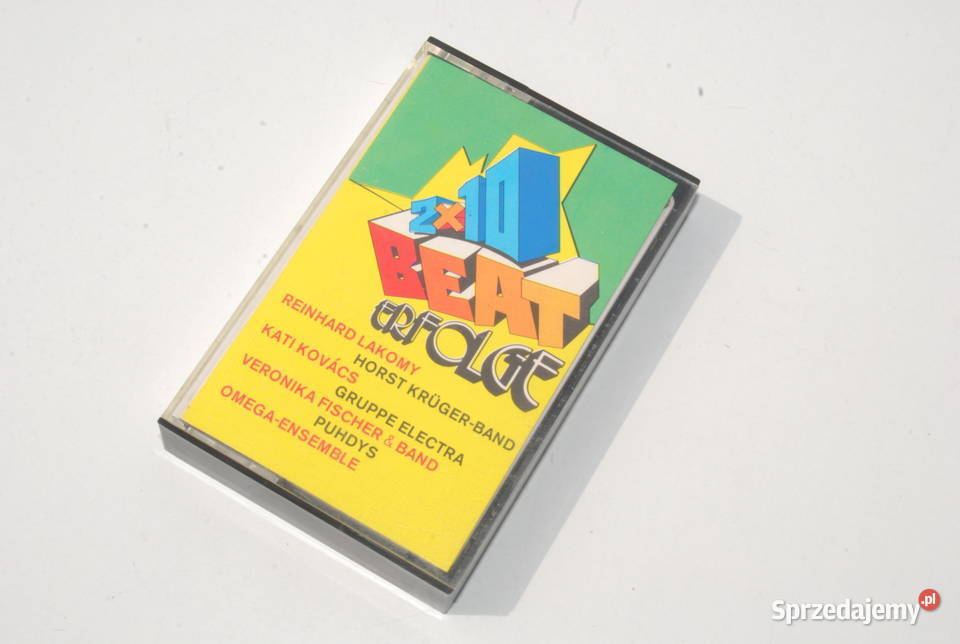 2x10
BEAT
ERFOLGE
REINHARD LAKOMY
HORST KRÜGER-BAND
KATI KOVÁCS
GRUPPE ELECTRA
VERONIKA FISCHER & BAND
PUHDYS
OMEGA-ENSEMBLE
Sprzedajemy.pl